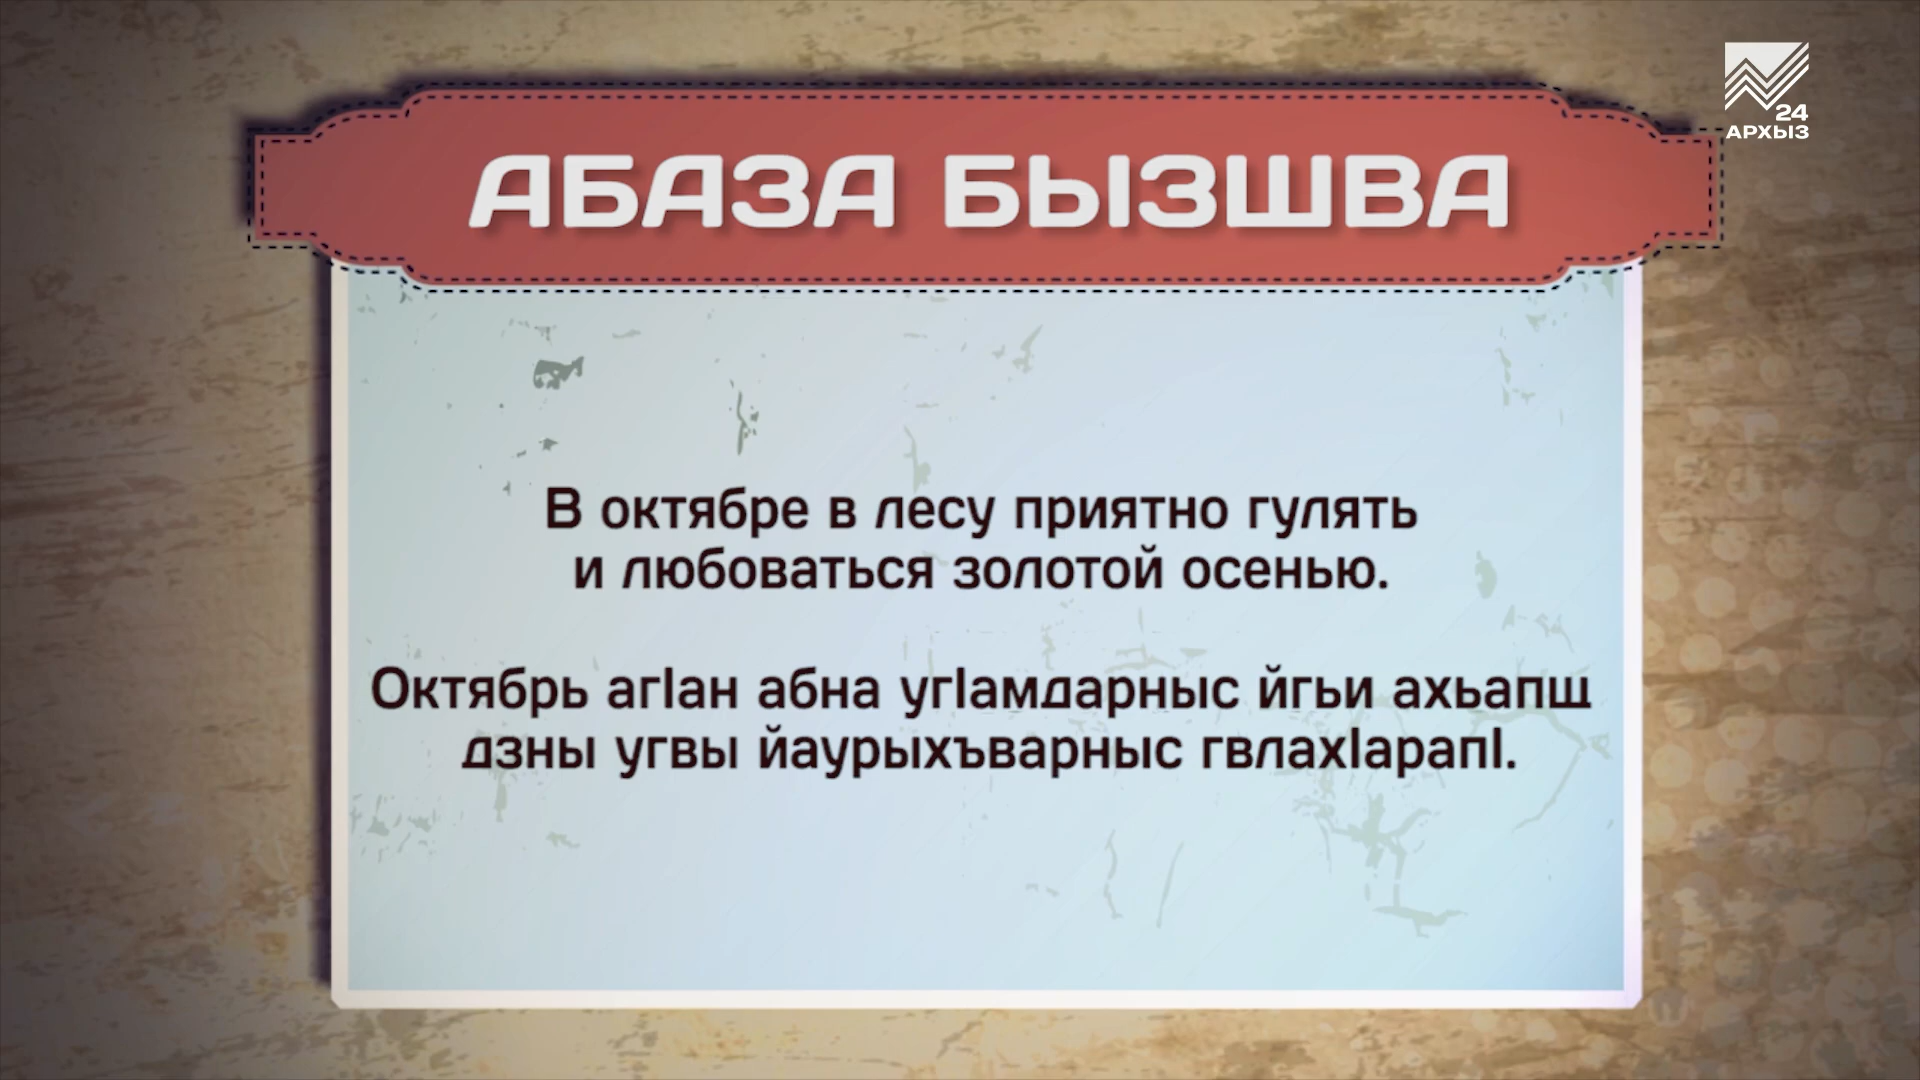 24
АРХЫЗ
АБАЗА БЫЗШВА
В октябре в лесу приятно гулять
и любоваться золотой осенью.
Октябрь агӏан абна угӏамдарныс йгьи ахьапщ
дзны угвы йаурыхъварныс гвлахӏарапӏ.